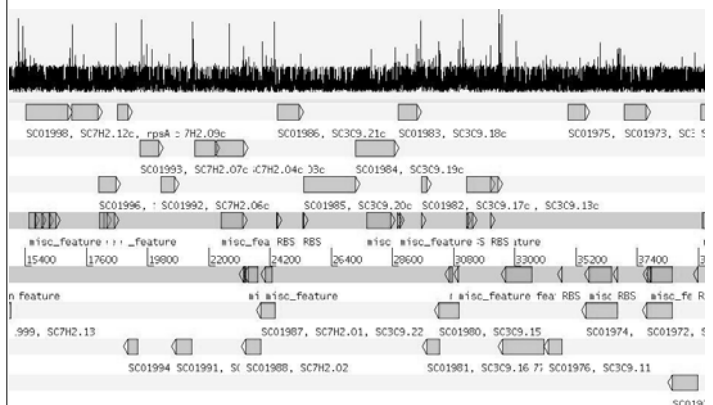 SCO1998, SC7H2.12c, rpsA SCO1986, SC3C9.21c SCO1983, SC3C9.18c SCO1975, SCO1973,
SCO1993, SC7H2.07c SC7H2.04c SCO1984, SC3C9.19c
SCO1996, SCO1992, SC7H2.06c SCO1985, SC3C9.20c SCO1982, SC3C9.17c, SC3C9.13c
misc_feature _feature misc_fea RBS RBS misc misc_feature RBS
15400 17600 19800 22000 24200 26400 28600 30800 33000 35200 37400
feature misc_feature misc_feature RBS misc RBS misc_fe
SC7H2.13 SCO1987, SC7H2.01, SC3C9.22 SCO1980, SC3C9.15 SCO1974, SCO1972,
SCO1994 SCO1991, SCO1988, SC7H2.02 SCO1981, SC3C9.16 SCO1976, SC3C9.11